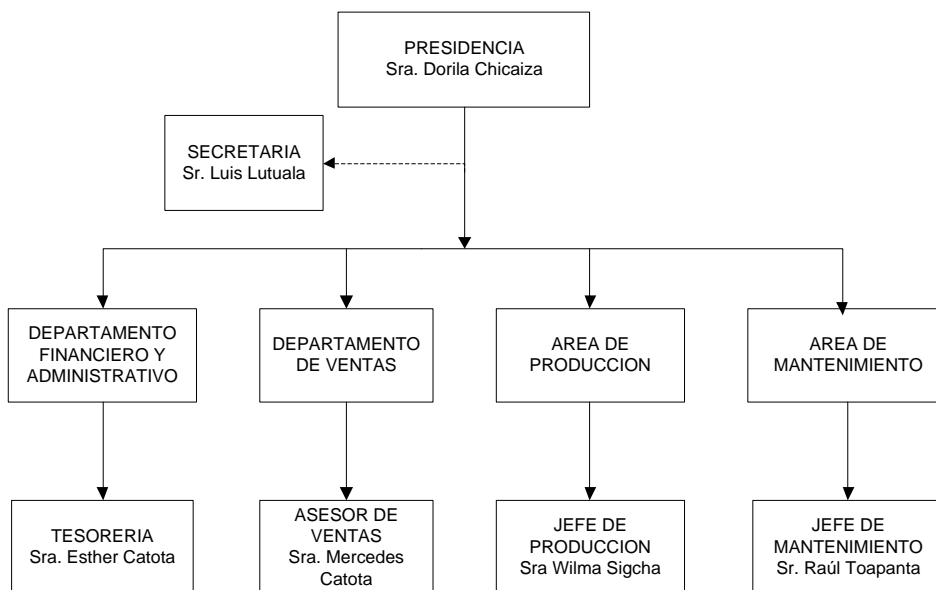 PRESIDENCIA
Sra. Dorila Chicaiza
SECRETARIA
Sr. Luis Lutuala
DEPARTAMENTO
FINANCIERO Y
ADMINISTRATIVO
DEPARTAMENTO
DE VENTAS
AREA DE
PRODUCCION
AREA DE
MANTENIMIENTO
TESORERIA
Sra. Esther Catota
ASESOR DE
VENTAS
Sra. Mercedes
Catota
JEFE DE
PRODUCCION
Sra Wilma Sigcha
JEFE DE
MANTENIMIENTO
Sr. Raúl Toapanta